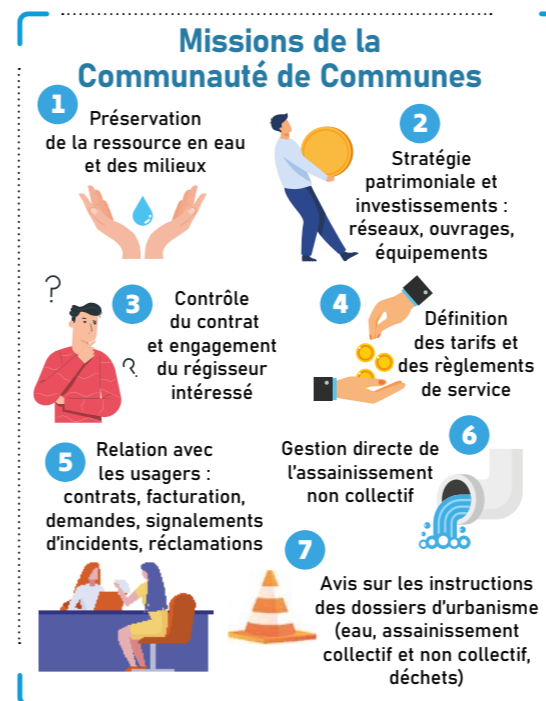 Missions de la
Communauté de Communes
1
Préservation
de la ressource en eau
et des milieux
2
Stratégie
patrimoniale et
investissements :
réseaux, ouvrages,
équipements
?
?
3
Contrôle
du contrat
et engagement
du régisseur
intéressé
4
Définition
des tarifs et
des règlements
de service
5
Relation avec
les usagers :
contrats, facturation,
demandes, signalements
d'incidents, réclamations
6
Gestion directe de
l'assainissement
non collectif
7
Avis sur les instructions
des dossiers d'urbanisme
(eau, assainissement
collectif et non collectif,
déchets)